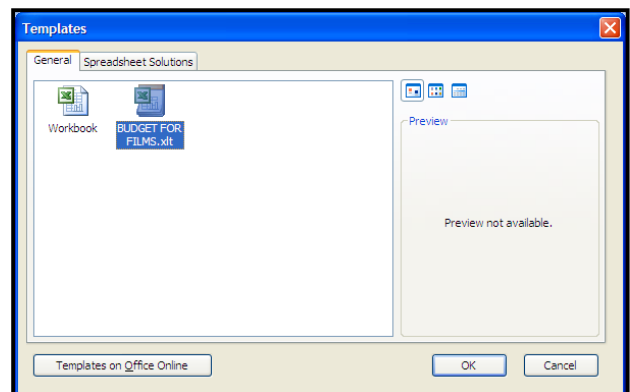 Templates
General Spreadsheet Solutions
Workbook
BUDGET FOR
FILMS.xlt
Preview
Preview not available.
Templates on Office Online
OK Cancel